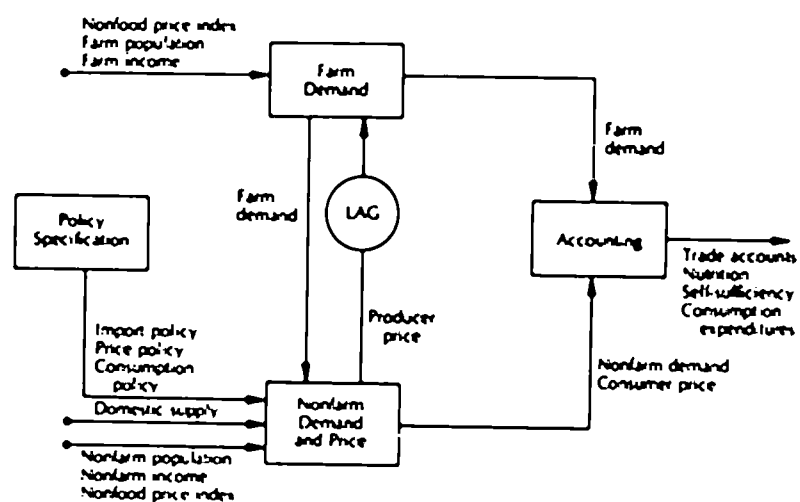 Nonfood price index
Farm population
Farm income
Farm
Demand
Farm
demand
Farm
demand
LAG
Policy
Specification
Accounting
Trade accounts
Nutrition
Self-sufficiency
Consumption
expenditures
Producer
price
Import policy
Price policy
Consumption
policy
Nonfarm demand
Consumer price
Domestic supply
Nonfarm
Demand
and Price
Nonfarm population
Nonfarm income
Nonfood price index